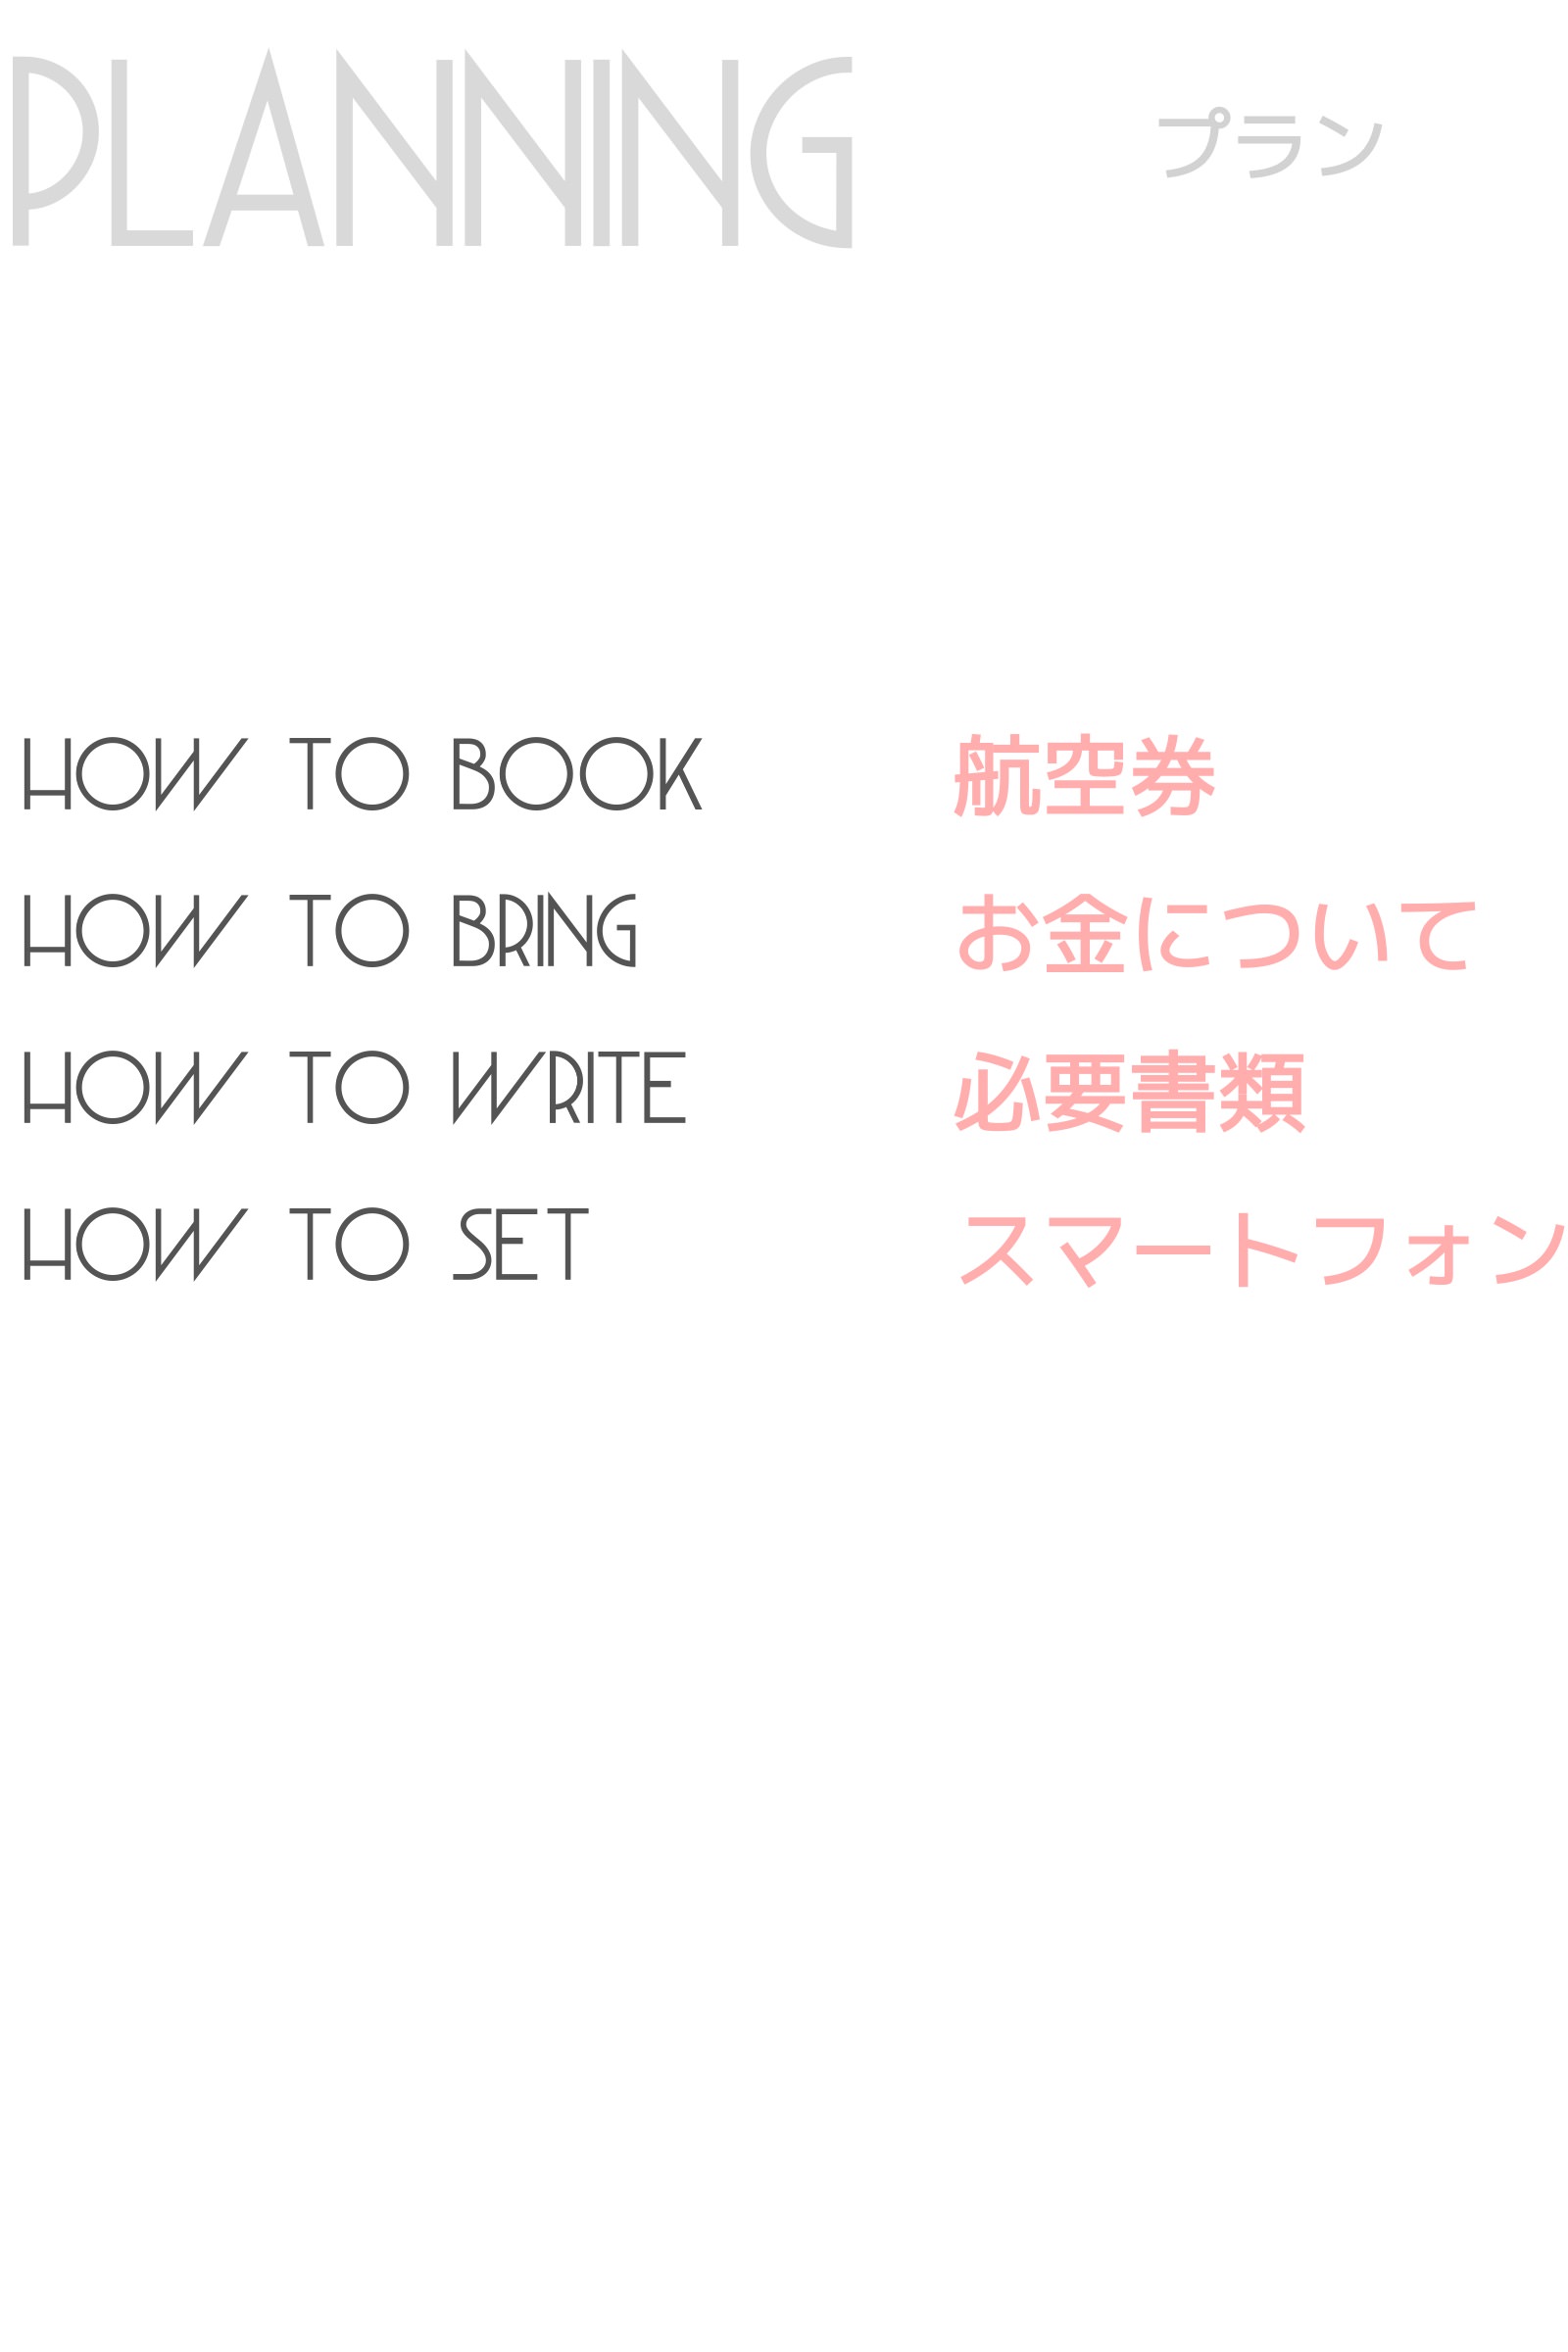 PLANNING プラン
HOW TO BOOK 航空券
HOW TO BRING お金について
HOW TO WRITE 必要書類
HOW TO SET スマートフォン